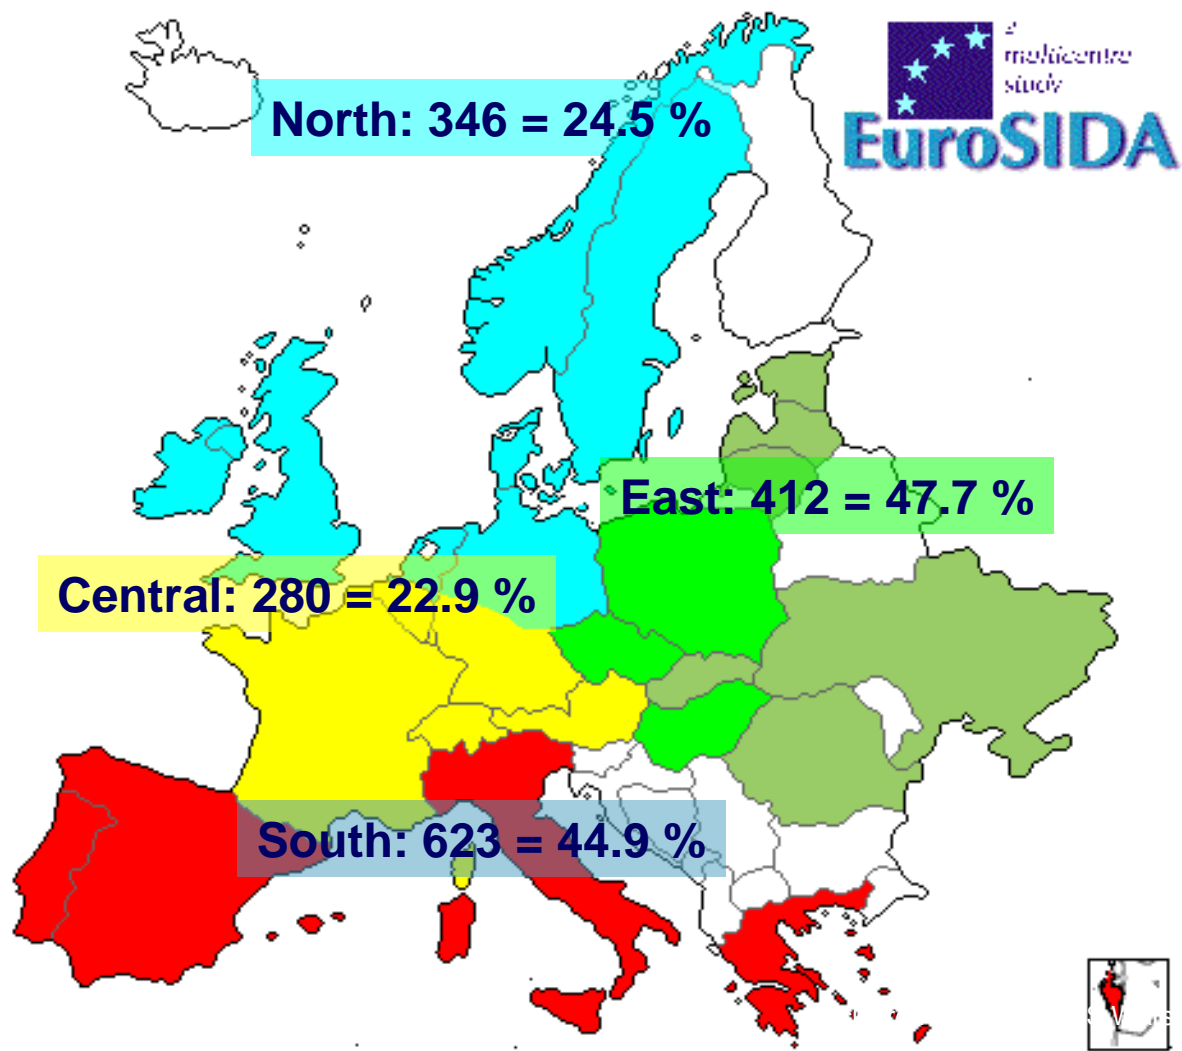 a
multicentre
study
EuroSIDA
North: 346 = 24.5 %
East: 412 = 47.7 %
Central: 280 = 22.9 %
South: 623 = 44.9 %